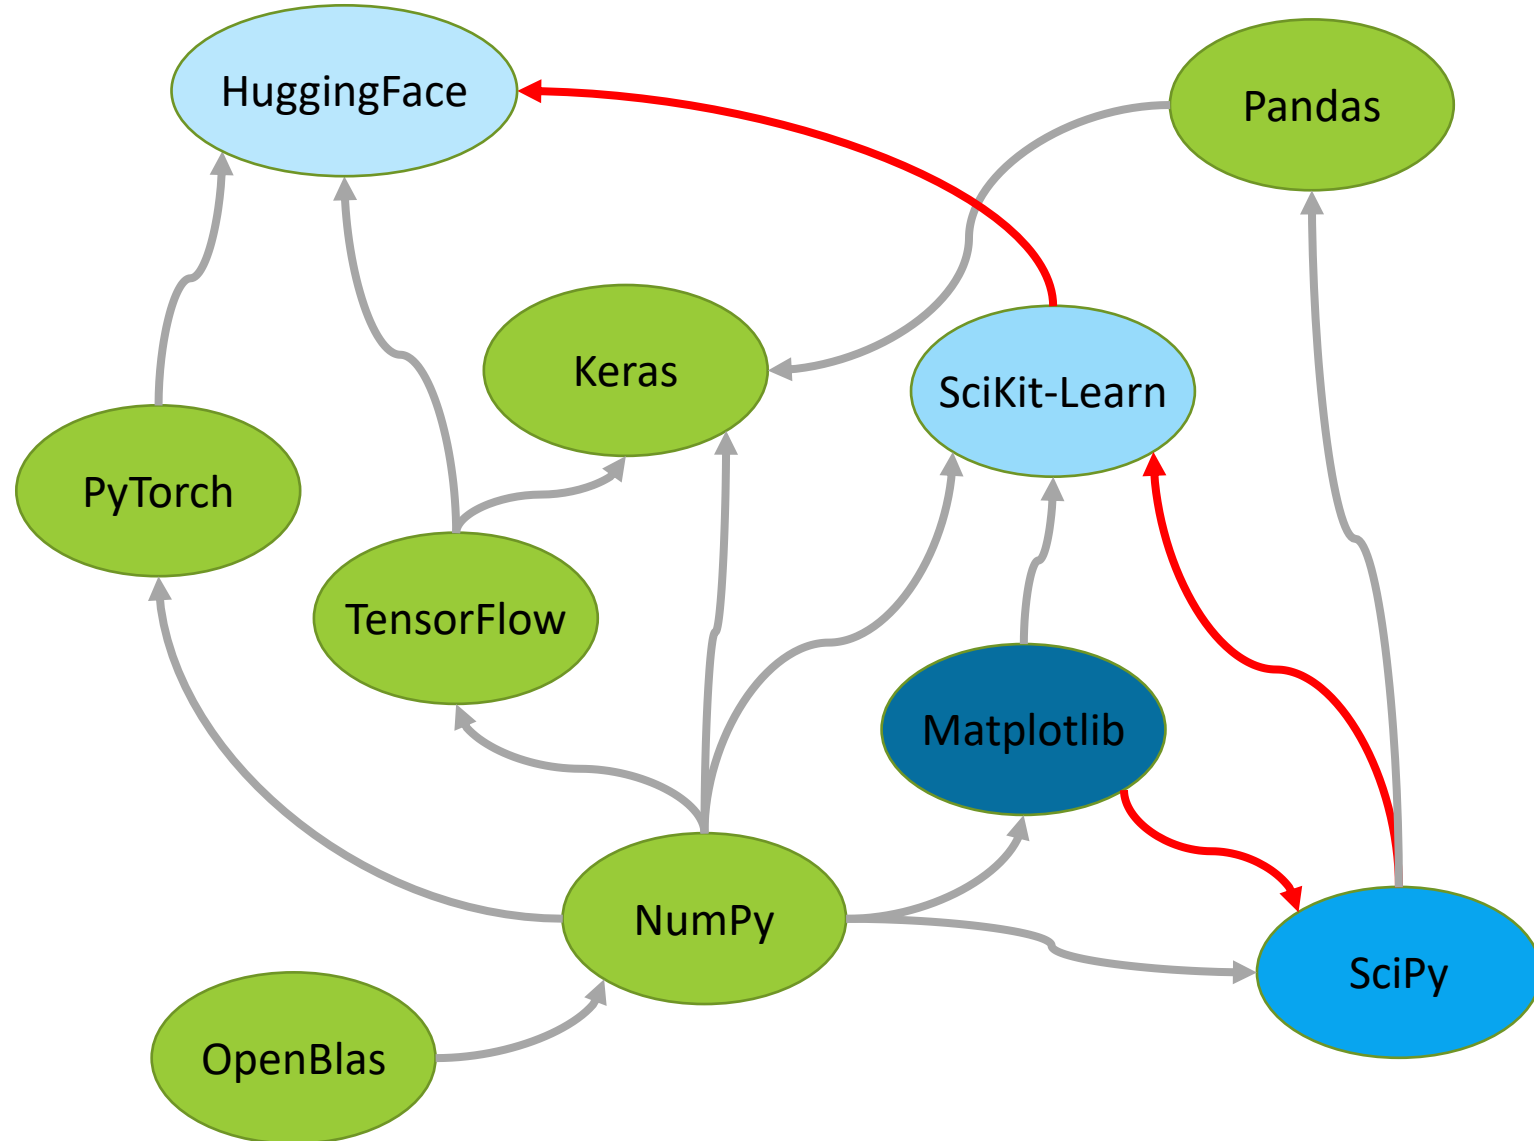 HuggingFace
Pandas
Keras
SciKit-Learn
PyTorch
TensorFlow
Matplotlib
NumPy
SciPy
OpenBlas